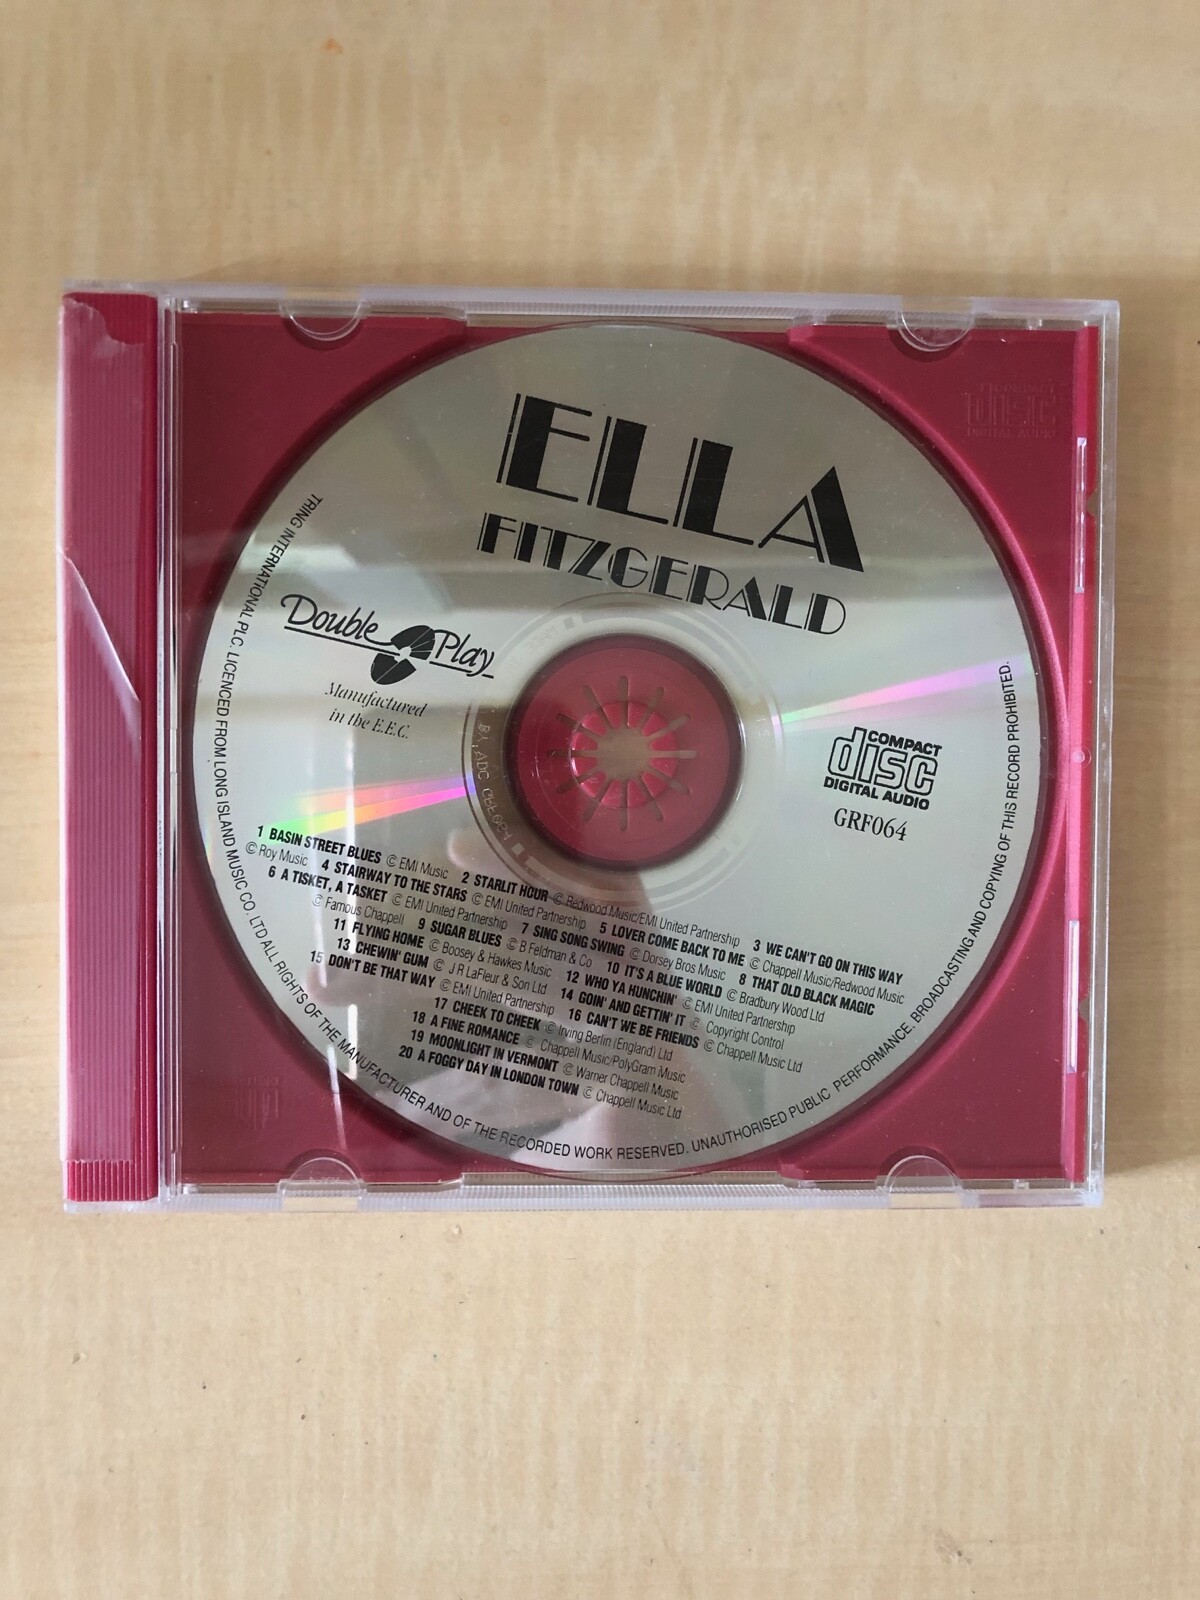 ELLA
FITZGERALD
Double Play
Manufactured
in the E.E.C.
COMPACT
disc
DIGITAL AUDIO
GRF064
1 BASIN STREET BLUES © EMI Music 2 STARLIT HOUR © Redwood Music/EMI United Partnership 3 WE CAN'T GO ON THIS WAY
© Roy Music 4 STAIRWAY TO THE STARS © EMI United Partnership 5 LOVER COME BACK TO ME © Chappell Music/Redwood Music
6 A TISKET, A TASKET © EMI United Partnership 7 SING SONG SWING © Dorsey Bros Music 8 THAT OLD BLACK MAGIC
© Famous Chappell 9 SUGAR BLUES © B Feldman & Co 10 IT'S A BLUE WORLD © Bradbury Wood Ltd
11 FLYING HOME © Boosey & Hawkes Music 12 WHO YA HUNCHIN' © EMI United Partnership
13 CHEWIN' GUM © J R LaFleur & Son Ltd 14 GOIN' AND GETTIN' IT © Copyright Control
15 DON'T BE THAT WAY © EMI United Partnership 16 CAN'T WE BE FRIENDS © Chappell Music Ltd
17 CHEEK TO CHEEK © Irving Berlin (England) Ltd
18 A FINE ROMANCE © Chappell Music/PolyGram Music
19 MOONLIGHT IN VERMONT © Warner Chappell Music
20 A FOGGY DAY IN LONDON TOWN © Chappell Music Ltd
TRING INTERNATIONAL PLC. LICENCED FROM LONG ISLAND MUSIC CO. LTD ALL RIGHTS OF THE MANUFACTURER AND OF THE RECORDED WORK RESERVED. UNAUTHORISED PUBLIC PERFORMANCE. BROADCASTING AND COPYING OF THIS RECORD PROHIBITED.
COMPACT
disc
DIGITAL AUDIO